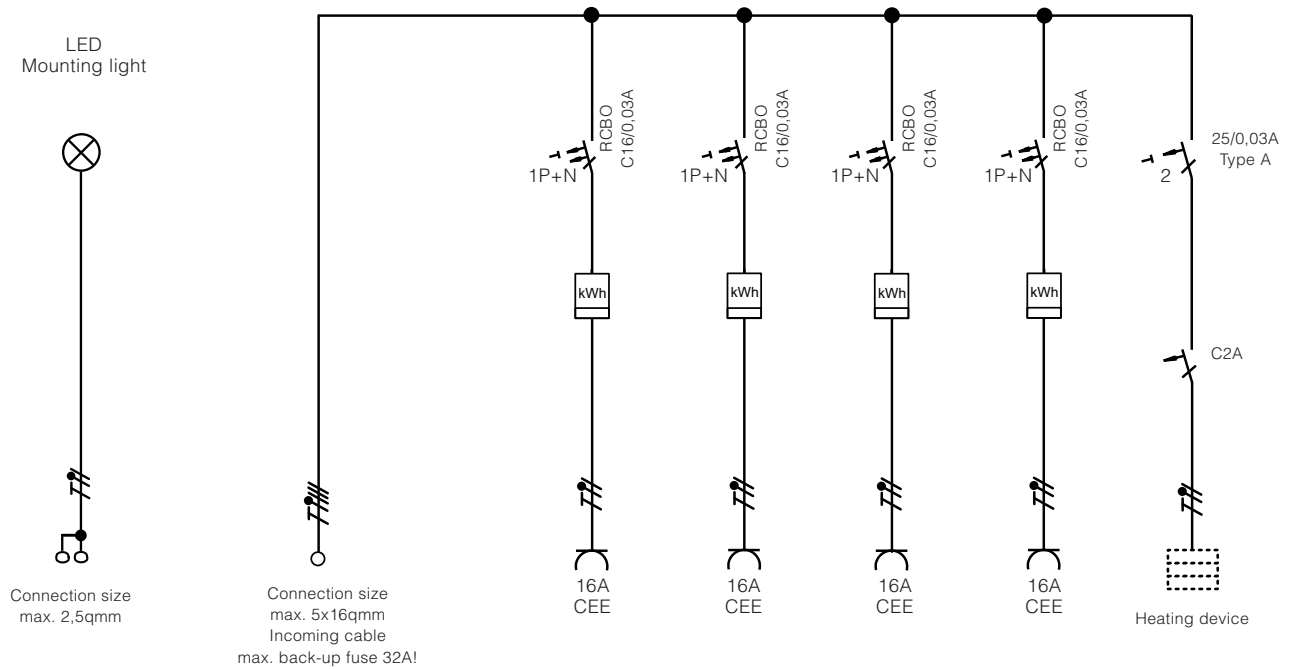 LED
Mounting light
RCBO
C16/0,03A
1P+N
RCBO
C16/0,03A
1P+N
RCBO
C16/0,03A
1P+N
RCBO
C16/0,03A
1P+N
25/0,03A
Type A
2
kWh
kWh
kWh
kWh
C2A
Connection size
max. 2,5qmm
Connection size
max. 5x16qmm
Incoming cable
max. back-up fuse 32A!
16A
CEE
16A
CEE
16A
CEE
16A
CEE
Heating device